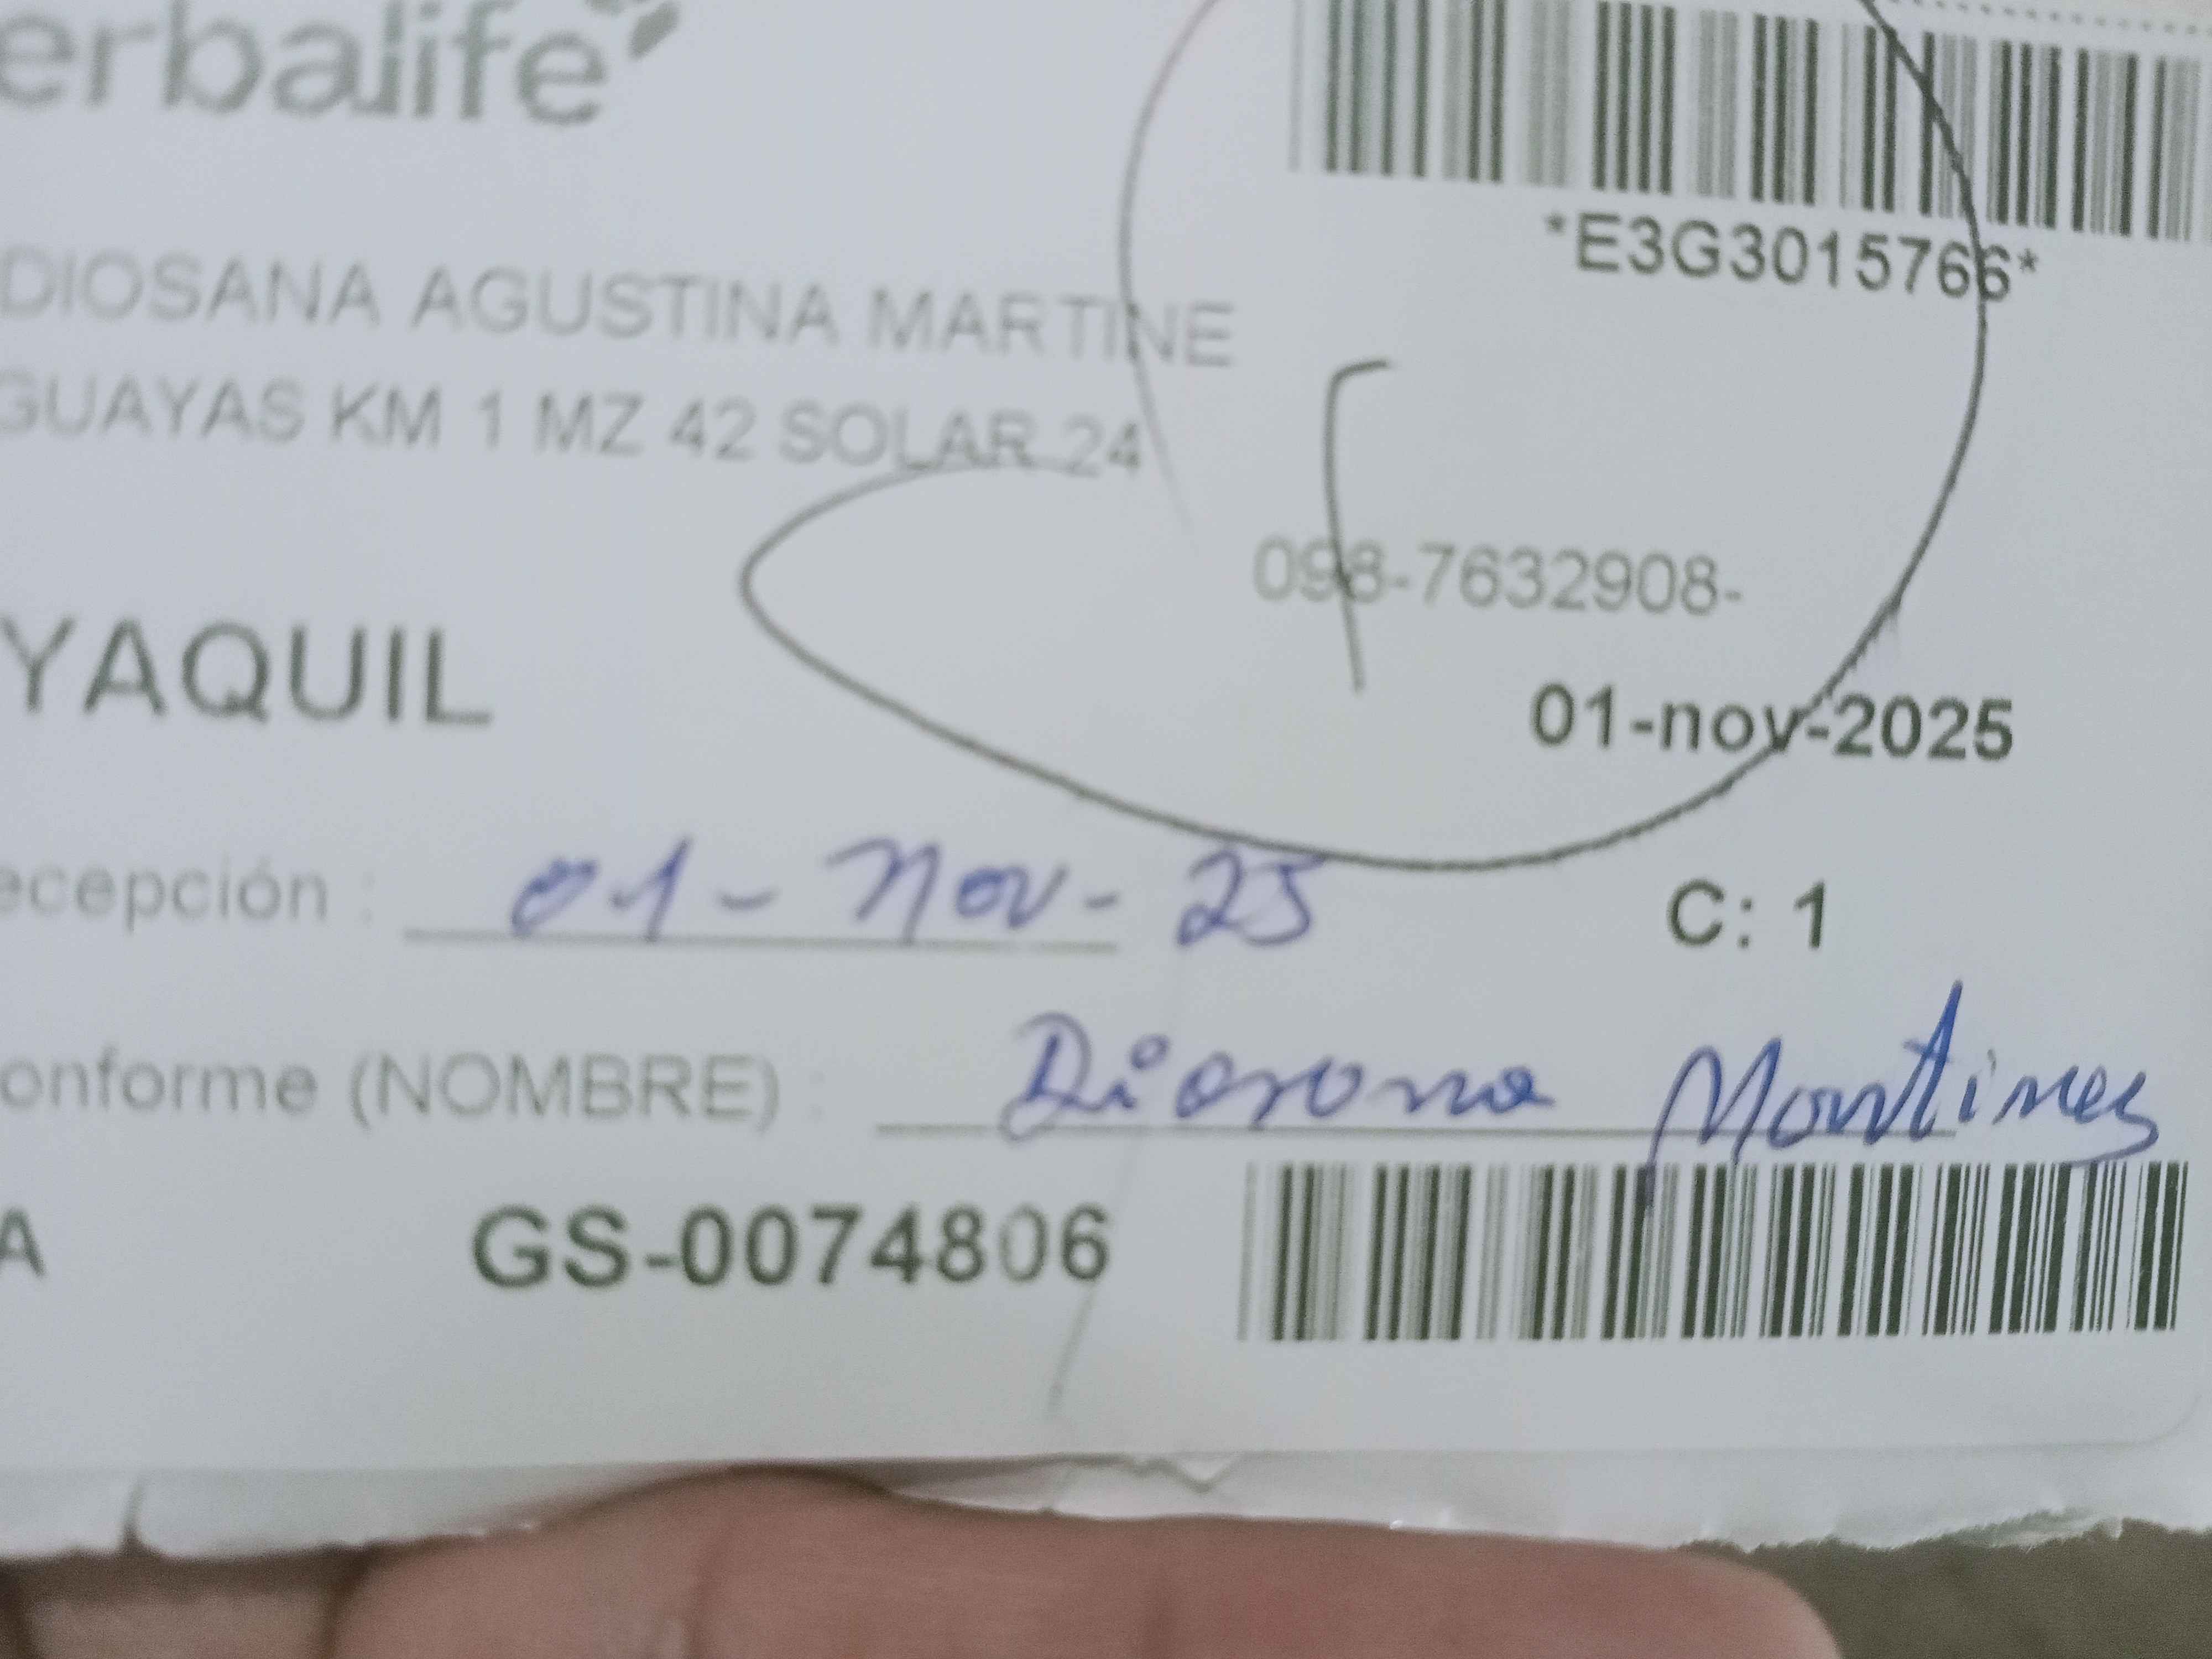 erbalife
*E3G3015766*
DIOSANA AGUSTINA MARTINE
GUAYAS KM 1 MZ 42 SOLAR 24
098-7632908-
YAQUIL
01-nov-2025
ecepción : 01-Nov-25
C: 1
onforme (NOMBRE) : Diosana Martinez
A GS-0074806